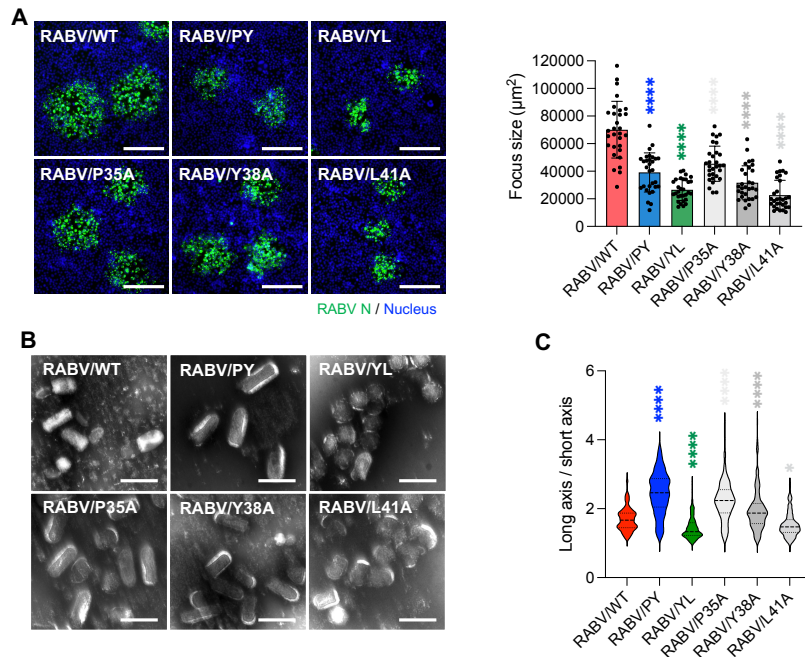 A
RABV/WT
RABV/PY
RABV/YL
RABV/P35A
RABV/Y38A
RABV/L41A
RABV N / Nucleus
Focus size (μm²)
120000
100000
80000
60000
40000
20000
0
****
****
****
****
****
RABV/WT
RABV/PY
RABV/YL
RABV/P35A
RABV/Y38A
RABV/L41A
B
RABV/WT
RABV/PY
RABV/YL
RABV/P35A
RABV/Y38A
RABV/L41A
C
Long axis / short axis
6
4
2
0
****
****
****
****
*
RABV/WT
RABV/PY
RABV/YL
RABV/P35A
RABV/Y38A
RABV/L41A